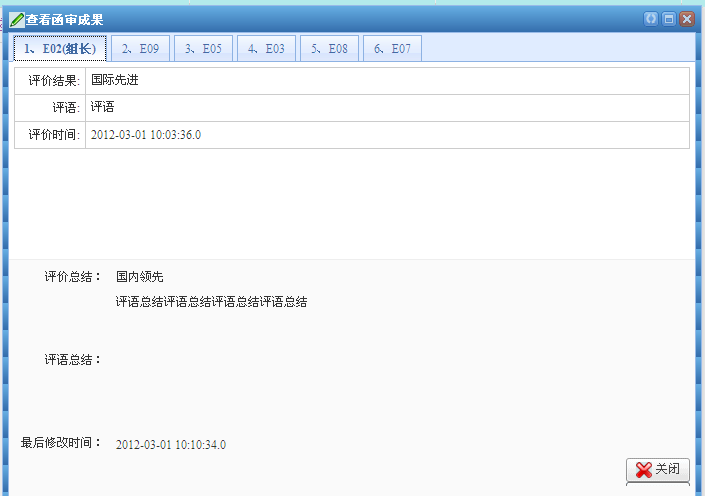 查看函审成果
1、E02(组长) 2、E09 3、E05 4、E03 5、E08 6、E07
评价结果: 国际先进
评语: 评语
评价时间: 2012-03-01 10:03:36.0
评价总结： 国内领先
评语总结评语总结评语总结评语总结
评语总结：
最后修改时间： 2012-03-01 10:10:34.0
关闭